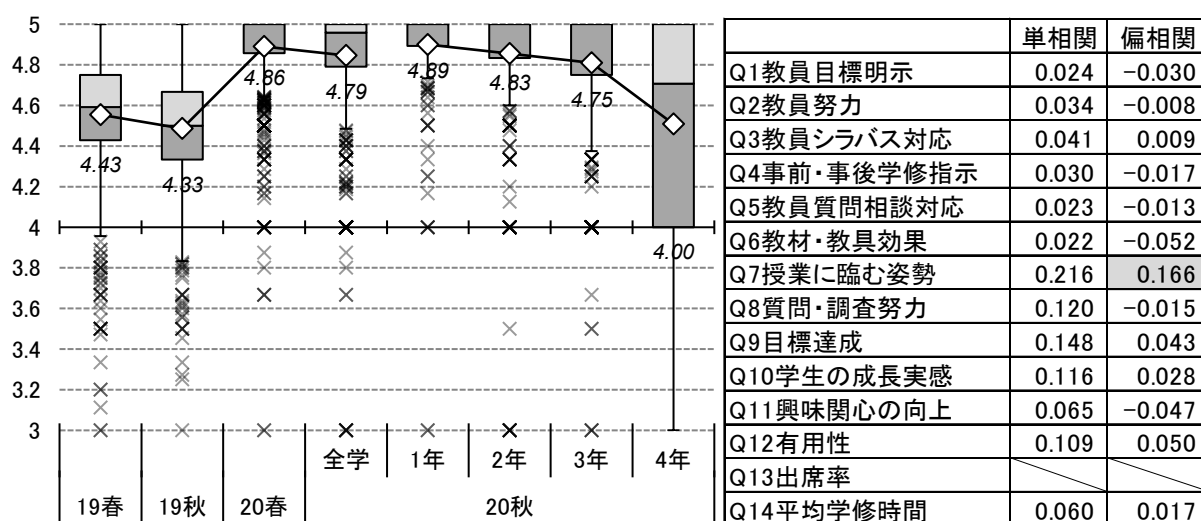 5
4.8
4.6
4.4
4.2
4
3.8
3.6
3.4
3.2
3
4.43
4.33
4.86
4.79
4.89
4.83
4.75
4.00
全学 1年 2年 3年 4年
19春 19秋 20春 20秋
単相関 偏相関
Q1教員目標明示 0.024 −0.030
Q2教員努力 0.034 −0.008
Q3教員シラバス対応 0.041 0.009
Q4事前・事後学修指示 0.030 −0.017
Q5教員質問相談対応 0.023 −0.013
Q6教材・教具効果 0.022 −0.052
Q7授業に臨む姿勢 0.216 0.166
Q8質問・調査努力 0.120 −0.015
Q9目標達成 0.148 0.043
Q10学生の成長実感 0.116 0.028
Q11興味関心の向上 0.065 −0.047
Q12有用性 0.109 0.050
Q13出席率
Q14平均学修時間 0.060 0.017